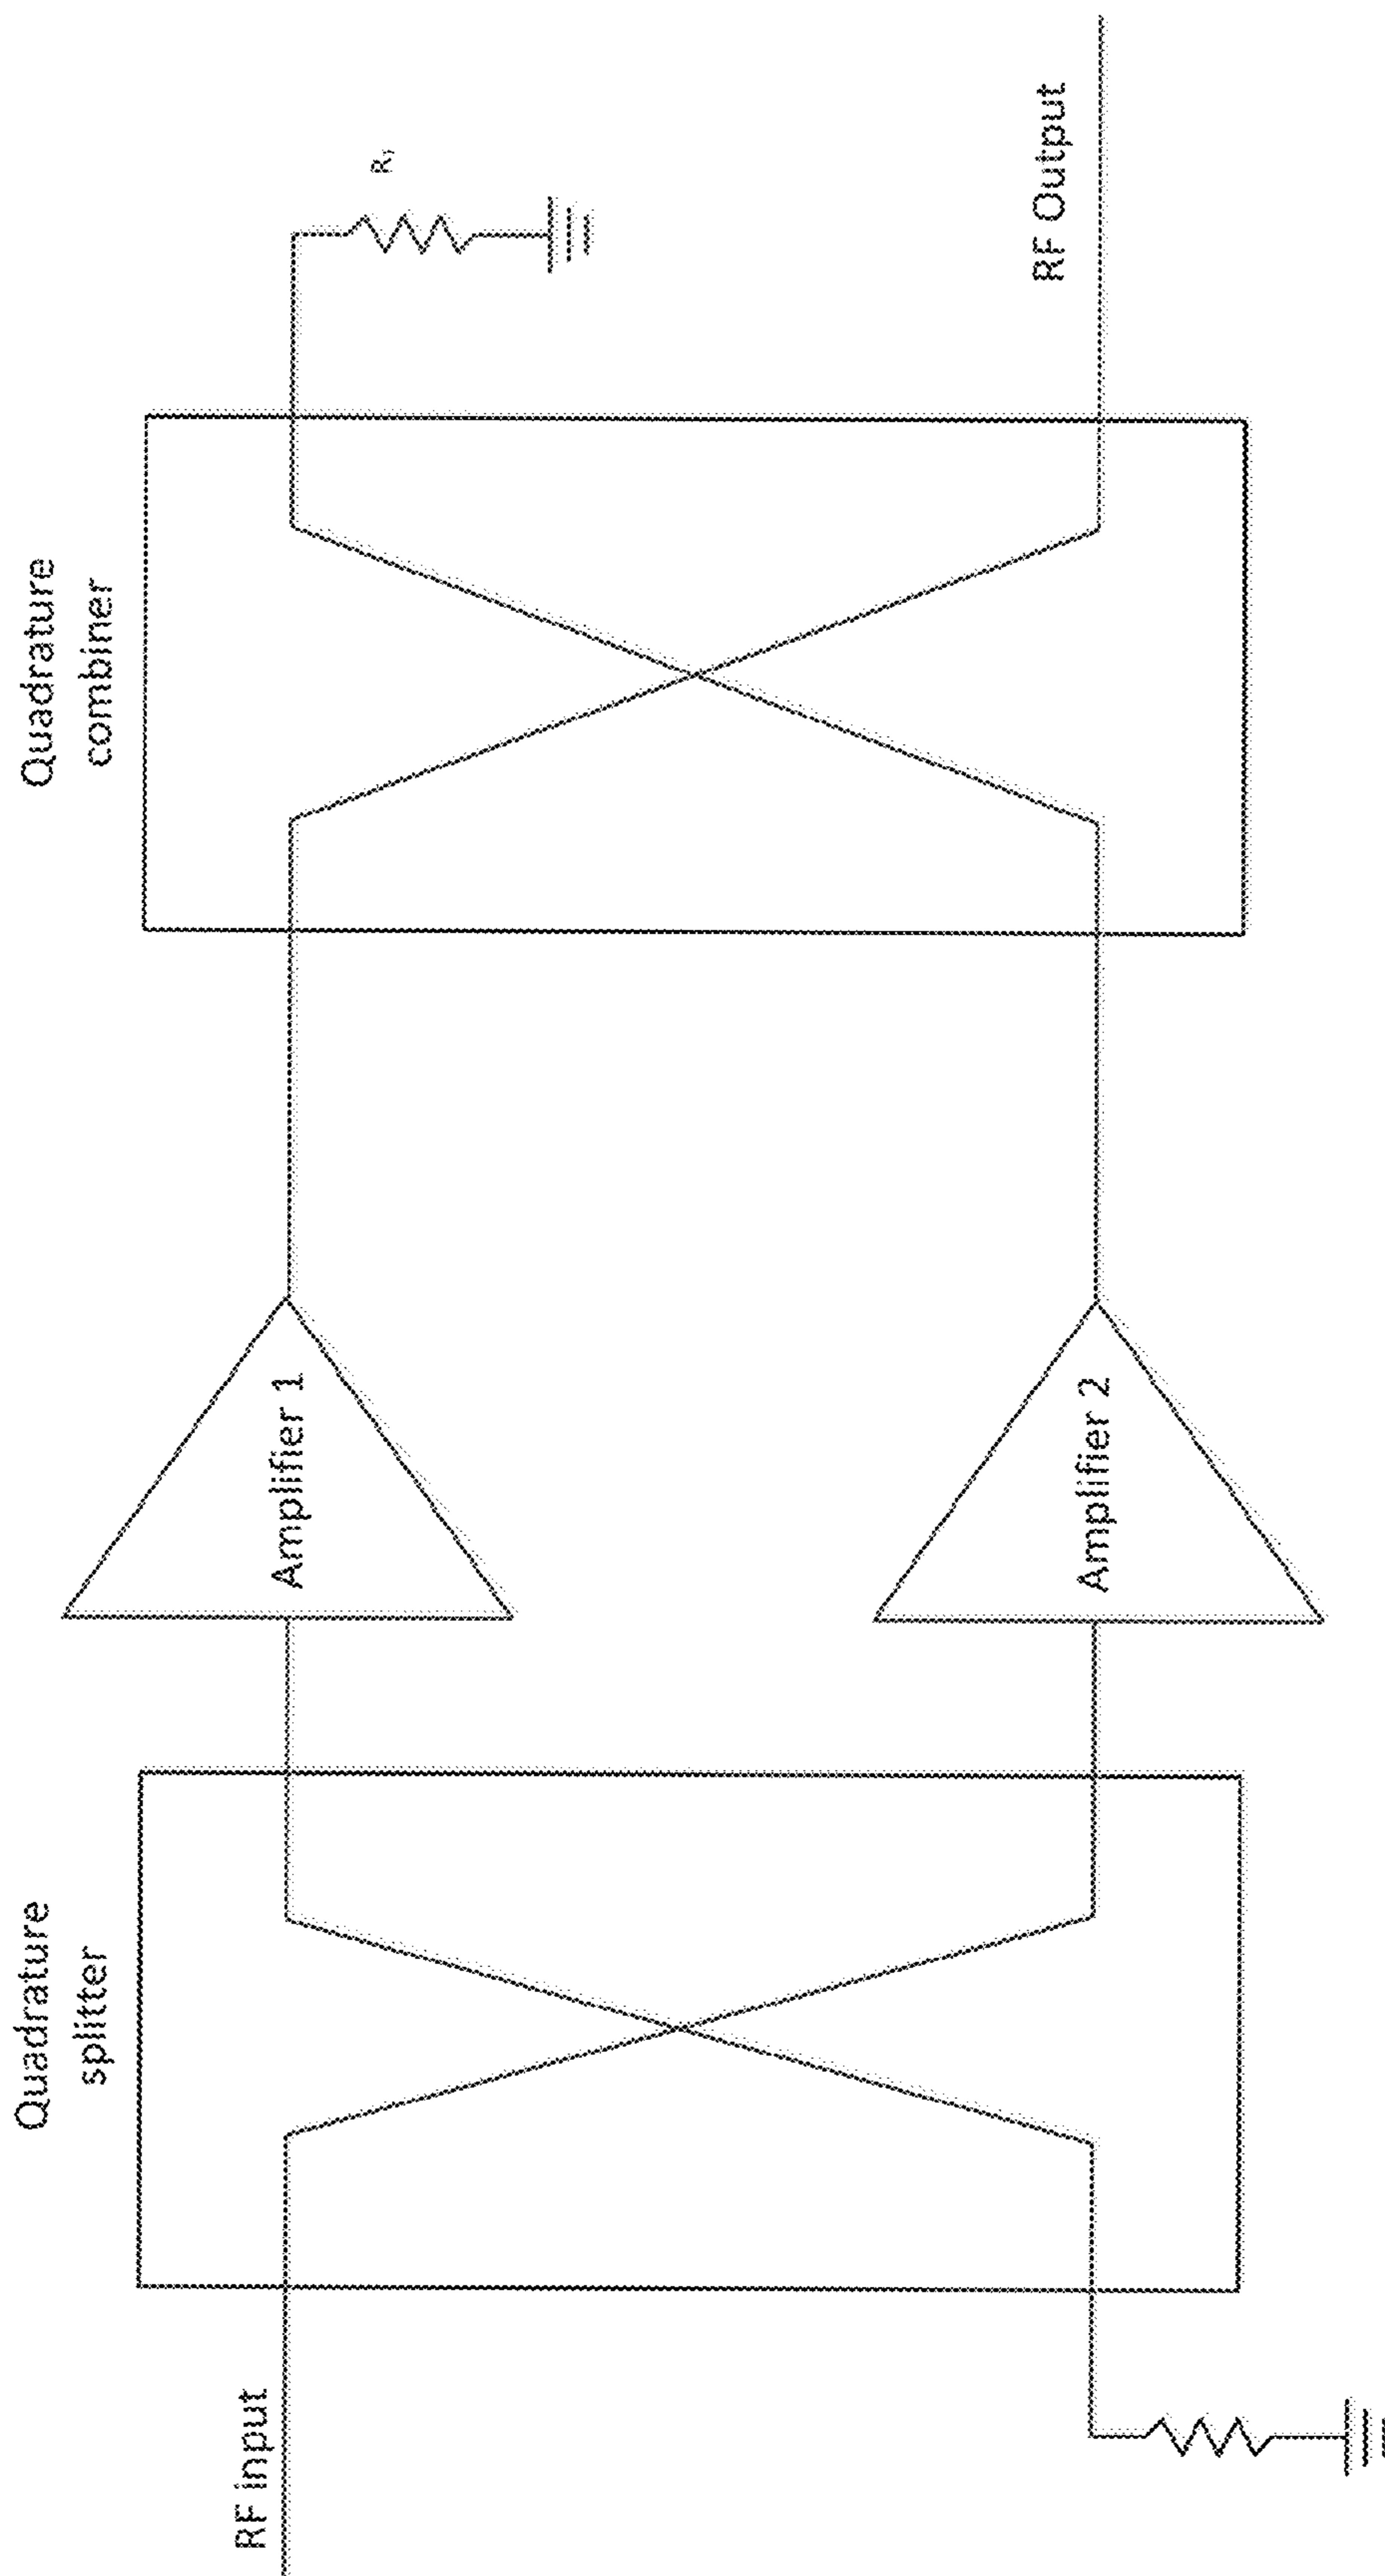 Quadrature
splitter
Quadrature
combiner
RF input
Amplifier 1
Amplifier 2
RF Output